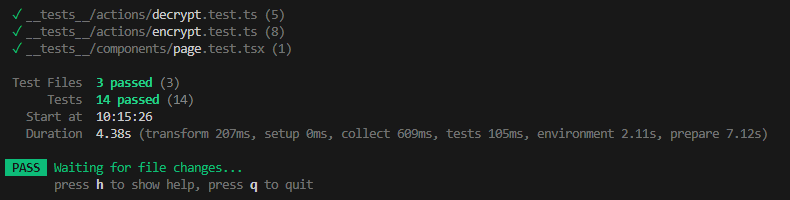 ✓ __tests__/actions/decrypt.test.ts (5)
✓ __tests__/actions/encrypt.test.ts (8)
✓ __tests__/components/page.test.tsx (1)
Test Files 3 passed (3)
Tests 14 passed (14)
Start at 10:15:26
Duration 4.38s (transform 207ms, setup 0ms, collect 609ms, tests 105ms, environment 2.11s, prepare 7.12s)
PASS Waiting for file changes...
press h to show help, press q to quit